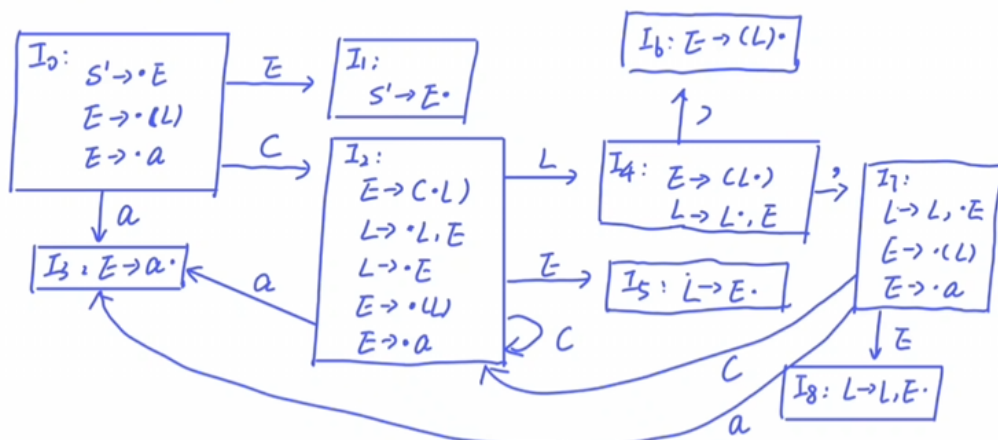 I0:
S'→·E
E→·(L)
E→·a
E
I1:
S'→E·
(
a
I3: E→a·
a
I2:
E→(·L)
L→·L,E
L→·E
E→·(L)
E→·a
L
E
(
I6: E→(L)·
)
I4: E→(L·)
L→L·,E
,
I5: L→E·
I7:
L→L,·E
E→·(L)
E→·a
E
(
a
I8: L→L,E·